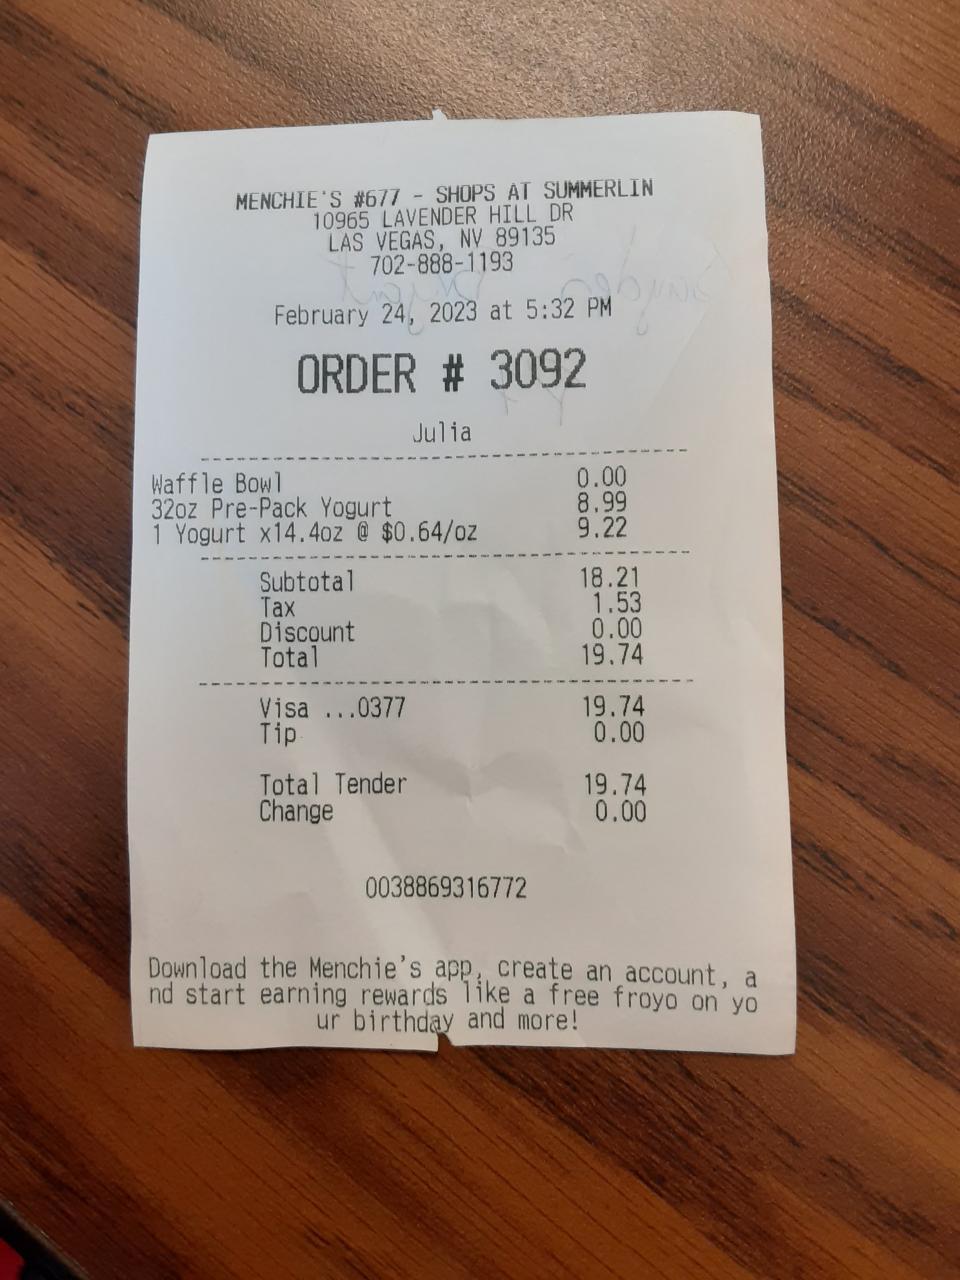 MENCHIE'S #677 - SHOPS AT SUMMERLIN
10965 LAVENDER HILL DR
LAS VEGAS, NV 89135
702-888-1193
February 24, 2023 at 5:32 PM
ORDER # 3092
Julia
Waffle Bowl 0.00
32oz Pre-Pack Yogurt 8.99
1 Yogurt x14.4oz @ $0.64/oz 9.22
Subtotal 18.21
Tax 1.53
Discount 0.00
Total 19.74
Visa ...0377 19.74
Tip 0.00
Total Tender 19.74
Change 0.00
0038869316772
Download the Menchie's app, create an account, a
nd start earning rewards like a free froyo on yo
ur birthday and more!